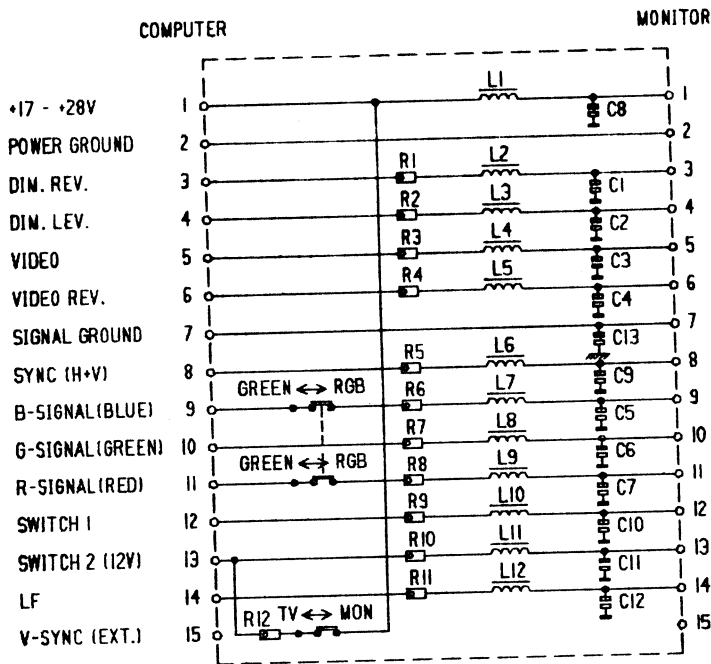 COMPUTER MONITOR
+17 - +28V 1 L1 C8 1
POWER GROUND 2 2
DIM. REV. 3 R1 L2 C1 3
DIM. LEV. 4 R2 L3 C2 4
VIDEO 5 R3 L4 C3 5
VIDEO REV. 6 R4 L5 C4 6
SIGNAL GROUND 7 C13 7
SYNC (H+V) 8 R5 L6 C9 8
B-SIGNAL(BLUE) 9 GREEN ↔ RGB R6 L7 C5 9
G-SIGNAL(GREEN) 10 R7 L8 C6 10
R-SIGNAL(RED) 11 GREEN ↔ RGB R8 L9 C7 11
SWITCH 1 12 R9 L10 C10 12
SWITCH 2 (12V) 13 R10 L11 C11 13
LF 14 R11 L12 C12 14
V-SYNC (EXT.) 15 R12 TV ↔ MON 15